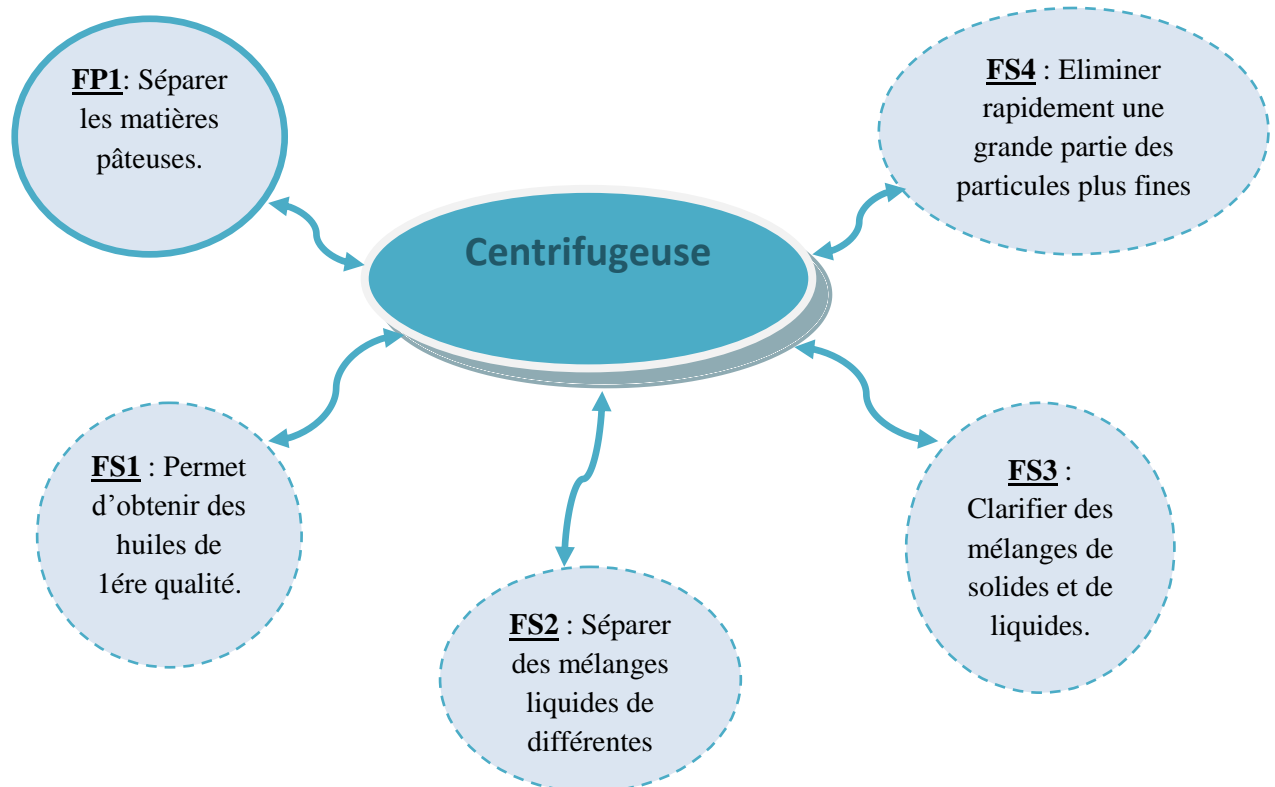 FP1: Séparer
les matières
pâteuses.
FS4 : Eliminer
rapidement une
grande partie des
particules plus fines
Centrifugeuse
FS1 : Permet
d’obtenir des
huiles de
1ére qualité.
FS2 : Séparer
des mélanges
liquides de
différentes
FS3 :
Clarifier des
mélanges de
solides et de
liquides.